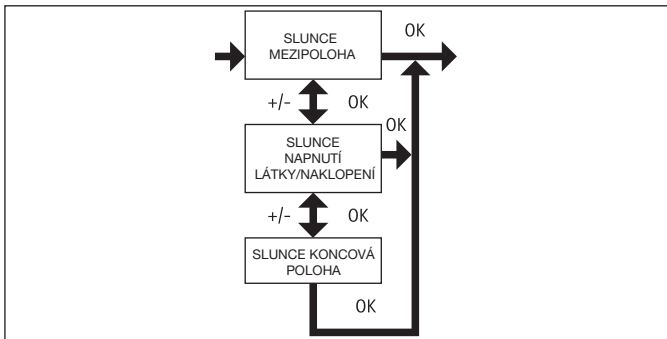 SLUNCE
MEZIPOLOHA
OK
+/- OK
SLUNCE
NAPNUTÍ
LÁTKY/NAKLOPENÍ
OK
+/- OK
SLUNCE KONCOVÁ
POLOHA
OK